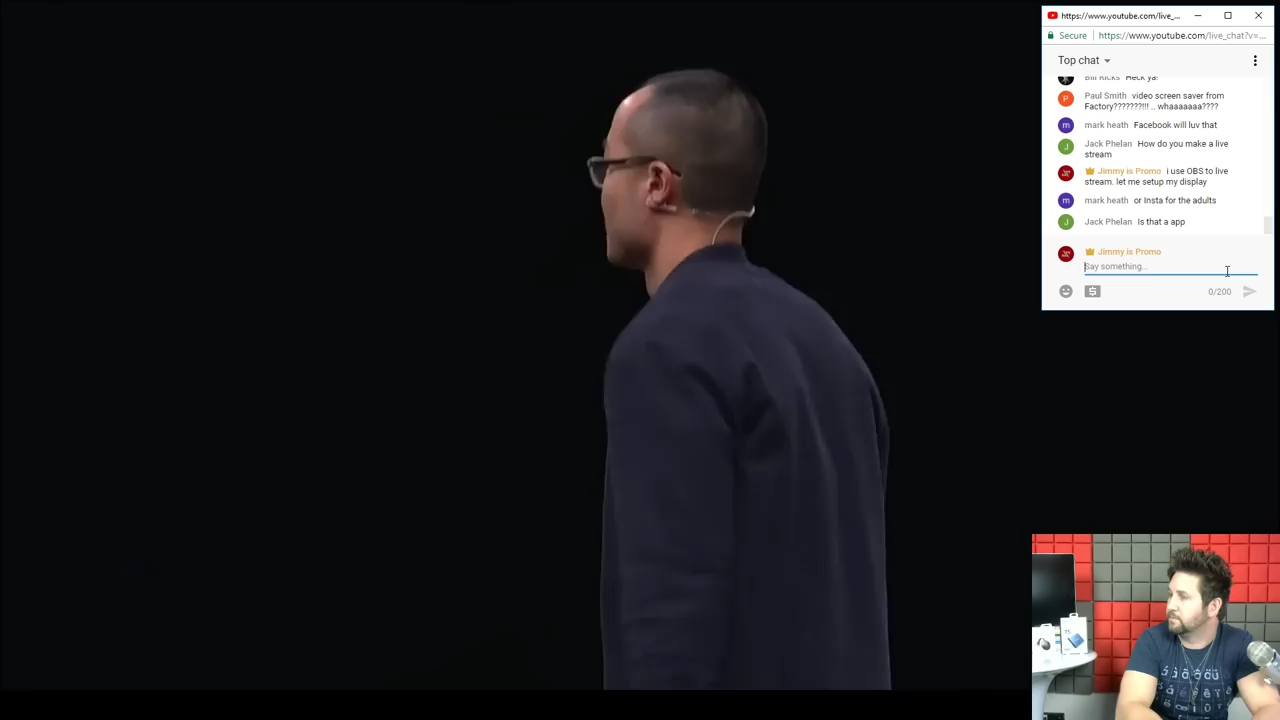 https://www.youtube.com/live_...
Secure
https://www.youtube.com/live_chat?v=...
Top chat
Bill Ricks Heck ya!
Paul Smith video screen saver from
Factory???????!!! .. whaaaaaaa????
mark heath Facebook will luv that
Jack Phelan How do you make a live
stream
Jimmy is Promo i use OBS to live
stream. let me setup my display
mark heath or Insta for the adults
Jack Phelan Is that a app
Jimmy is Promo
Say something...
0/200
T5